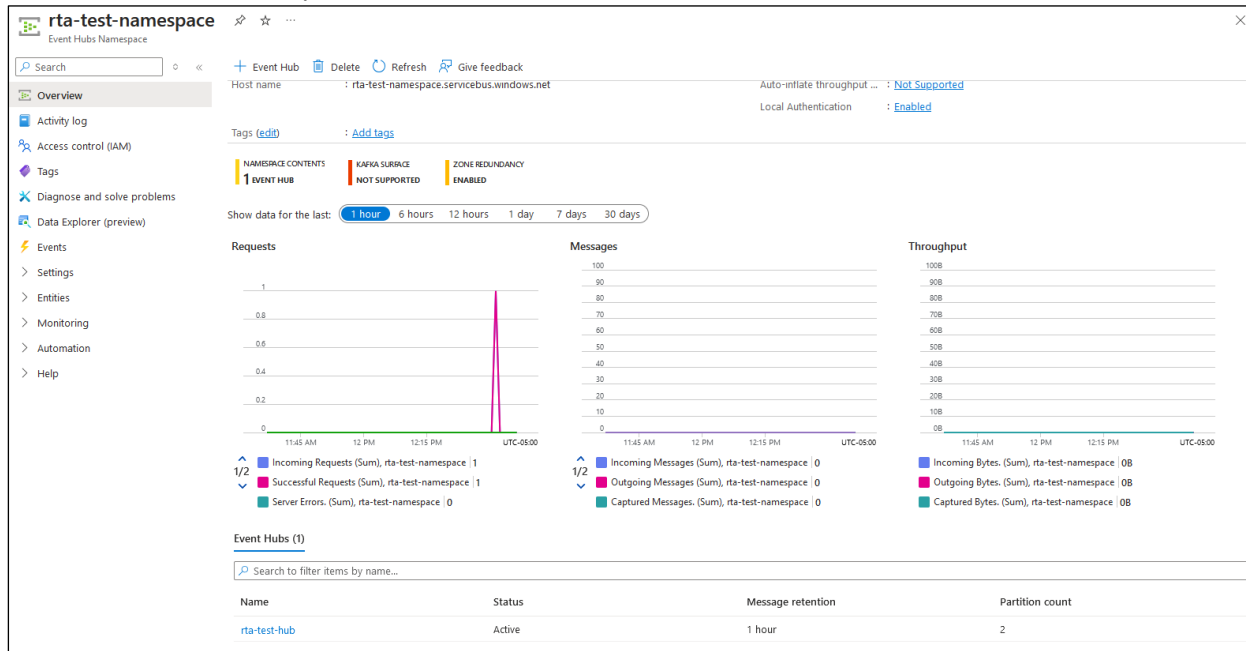 rta-test-namespace
Event Hubs Namespace
Search
Event Hub Delete Refresh Give feedback
Overview
Activity log
Access control (IAM)
Tags
Diagnose and solve problems
Data Explorer (preview)
Events
Settings
Entities
Monitoring
Automation
Help
Host name : rta-test-namespace.servicebus.windows.net
Auto-inflate throughput ... : Not Supported
Local Authentication : Enabled
Tags (edit) : Add tags
NAMESPACE CONTENTS
1 EVENT HUB
KAFKA SURFACE
NOT SUPPORTED
ZONE REDUNDANCY
ENABLED
Show data for the last: 1 hour 6 hours 12 hours 1 day 7 days 30 days
Requests
1
0.8
0.6
0.4
0.2
0
11:45 AM 12 PM 12:15 PM UTC-05:00
1/2
Incoming Requests (Sum), rta-test-namespace | 1
Successful Requests (Sum), rta-test-namespace | 1
Server Errors. (Sum), rta-test-namespace | 0
Messages
100
90
80
70
60
50
40
30
20
10
0
11:45 AM 12 PM 12:15 PM UTC-05:00
1/2
Incoming Messages (Sum), rta-test-namespace | 0
Outgoing Messages (Sum), rta-test-namespace | 0
Captured Messages. (Sum), rta-test-namespace | 0
Throughput
100B
90B
80B
70B
60B
50B
40B
30B
20B
10B
0B
11:45 AM 12 PM 12:15 PM UTC-05:00
Incoming Bytes. (Sum), rta-test-namespace | 0B
Outgoing Bytes. (Sum), rta-test-namespace | 0B
Captured Bytes. (Sum), rta-test-namespace | 0B
Event Hubs (1)
Search to filter items by name...
Name Status Message retention Partition count
rta-test-hub Active 1 hour 2